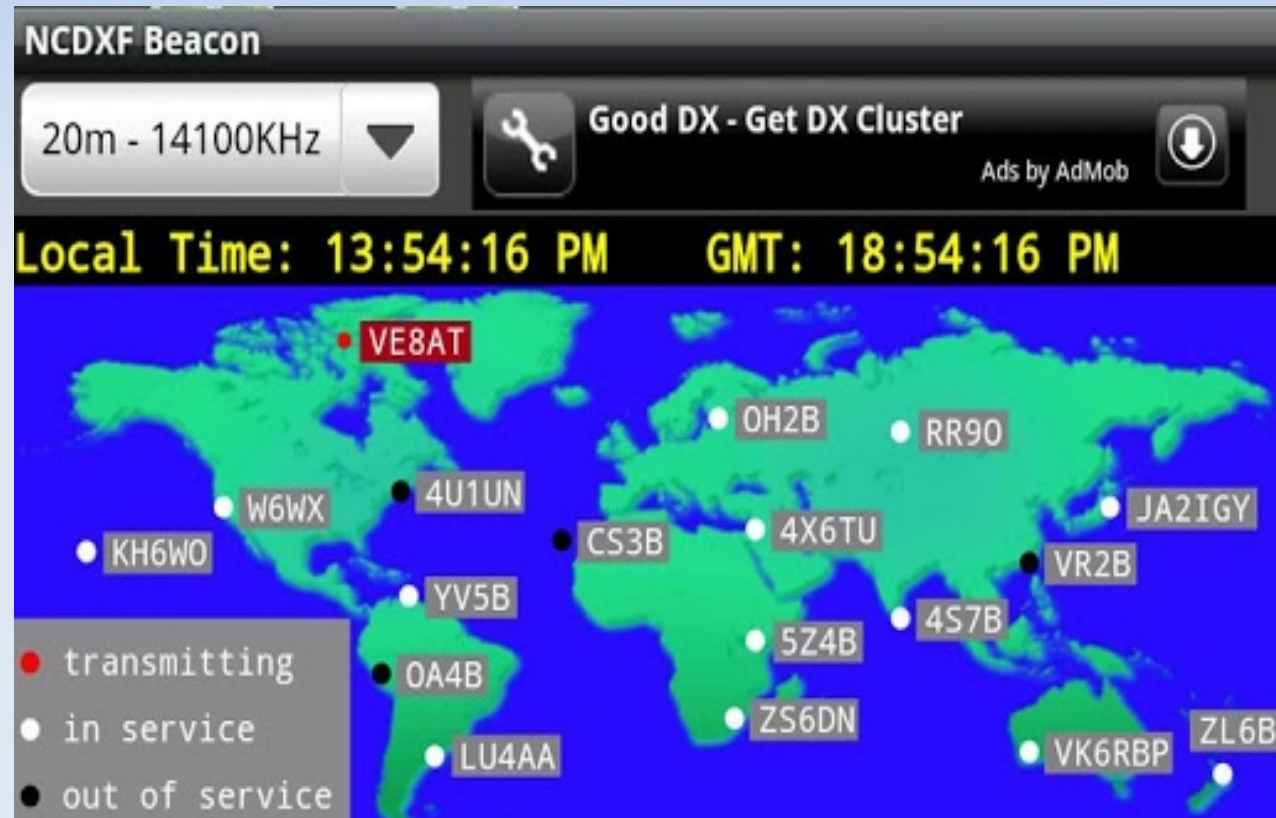 NCDXF Beacon
20m - 14100KHz
Good DX - Get DX Cluster
Ads by AdMob
Local Time: 13:54:16 PM GMT: 18:54:16 PM
VE8AT
OH2B
RR9O
W6WX
4U1UN
JA2IGY
CS3B
4X6TU
KH6WO
VR2B
YV5B
4S7B
5Z4B
OA4B
ZS6DN
ZL6B
LU4AA
VK6RBP
transmitting
in service
out of service